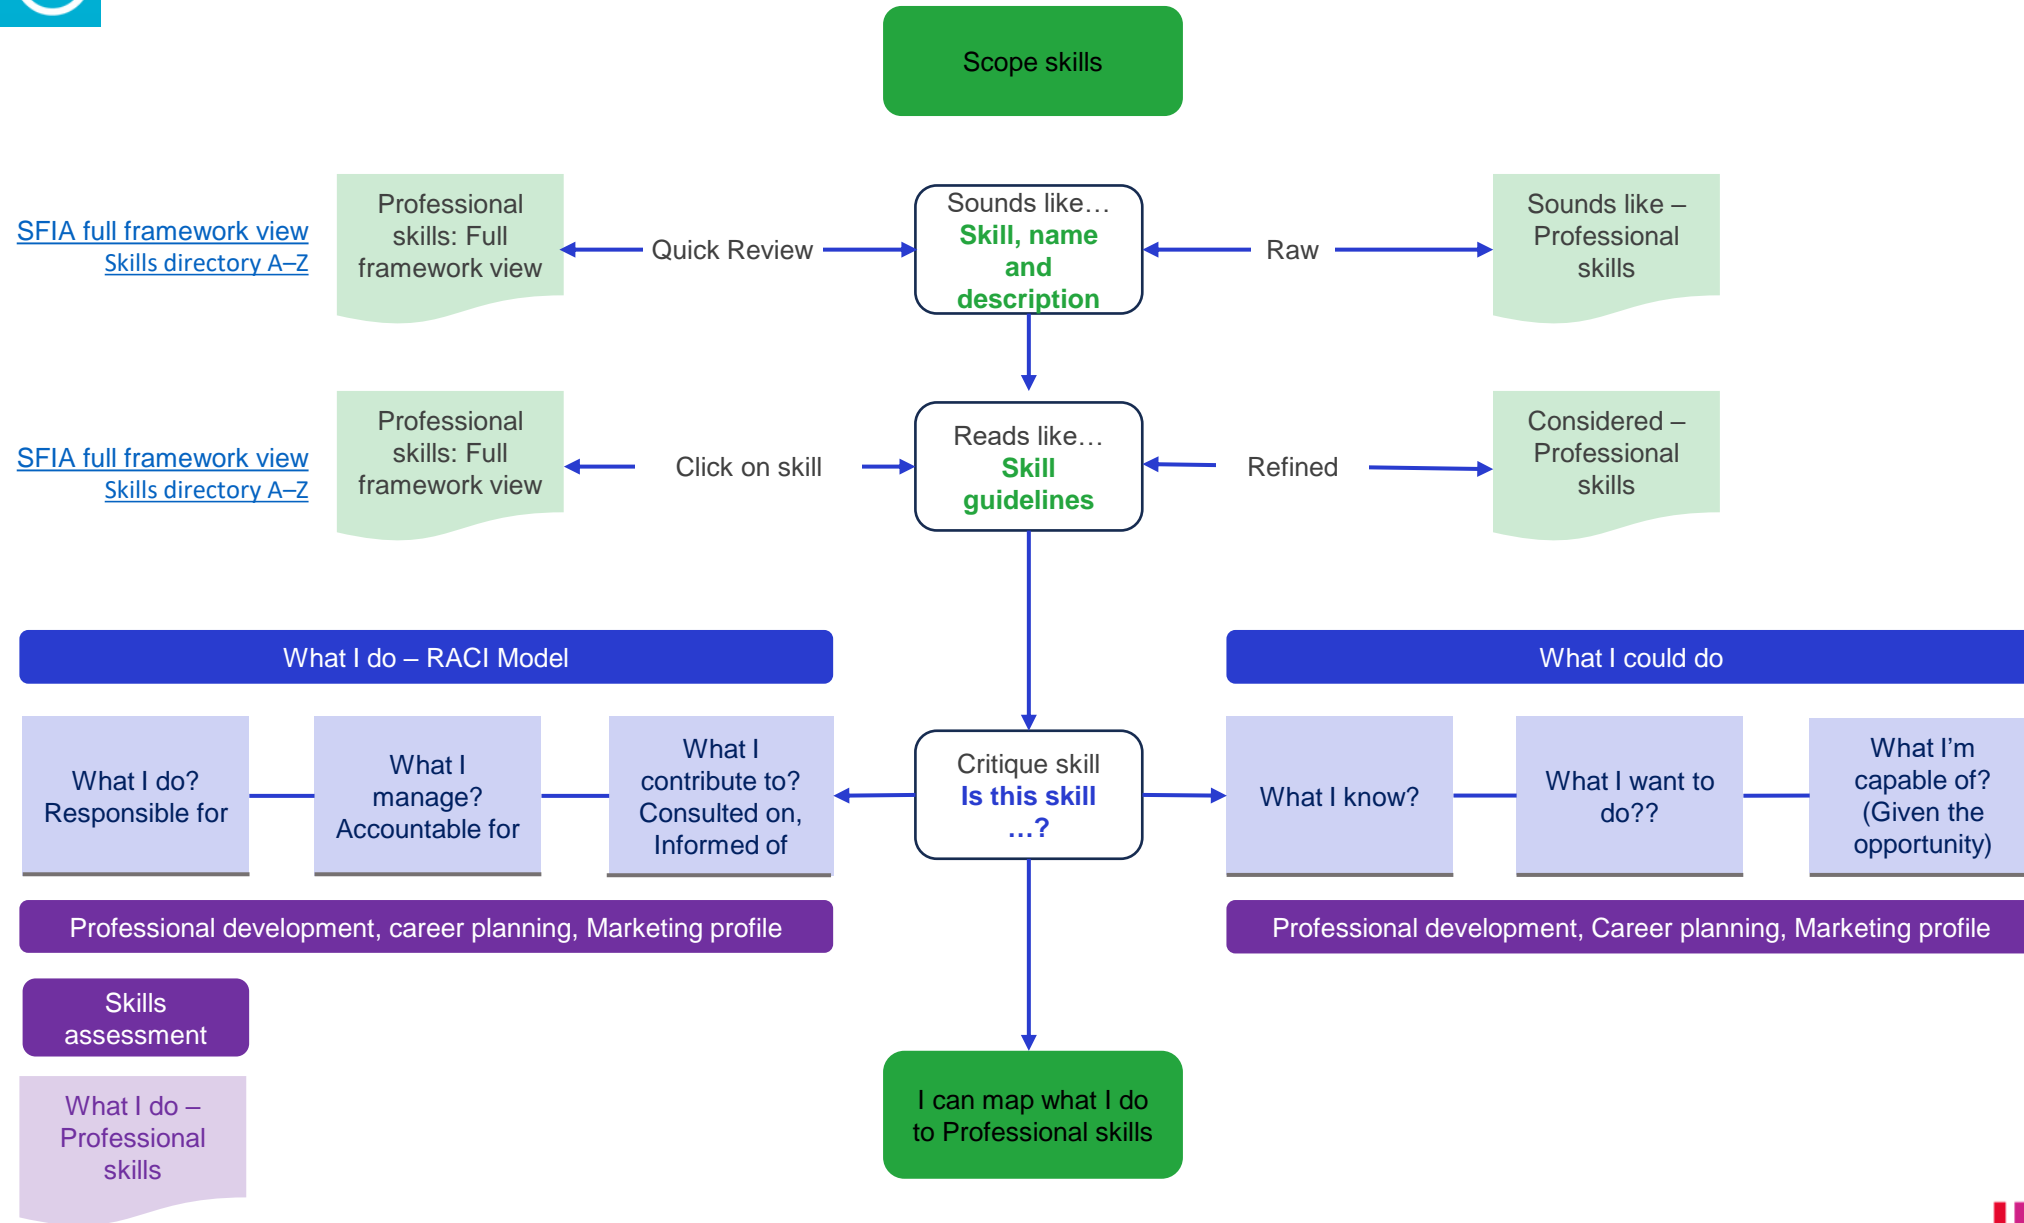 Scope skills
SFIA full framework view
Skills directory A–Z
Professional
skills: Full
framework view
Quick Review
Sounds like…
Skill, name
and
description
Raw
Sounds like –
Professional
skills
SFIA full framework view
Skills directory A–Z
Professional
skills: Full
framework view
Click on skill
Reads like…
Skill
guidelines
Refined
Considered –
Professional
skills
What I do – RACI Model
What I could do
What I do?
Responsible for
What I
manage?
Accountable for
What I
contribute to?
Consulted on,
Informed of
Critique skill
Is this skill
…?
What I know?
What I want to
do??
What I’m
capable of?
(Given the
opportunity)
Professional development, career planning, Marketing profile
Professional development, Career planning, Marketing profile
Skills
assessment
What I do –
Professional
skills
I can map what I do
to Professional skills